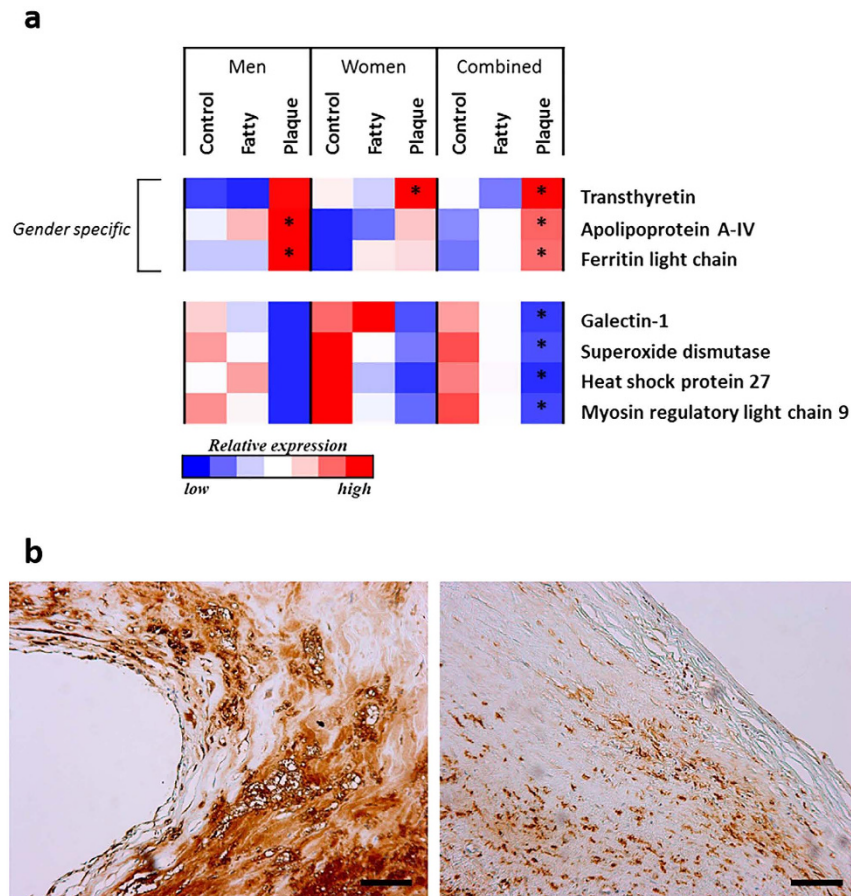 a
Men Women Combined
Control Fatty Plaque Control Fatty Plaque Control Fatty Plaque
Gender specific
* * Transthyretin
* * Apolipoprotein A-IV
* * Ferritin light chain
* Galectin-1
* Superoxide dismutase
* Heat shock protein 27
* Myosin regulatory light chain 9
Relative expression
low high
b